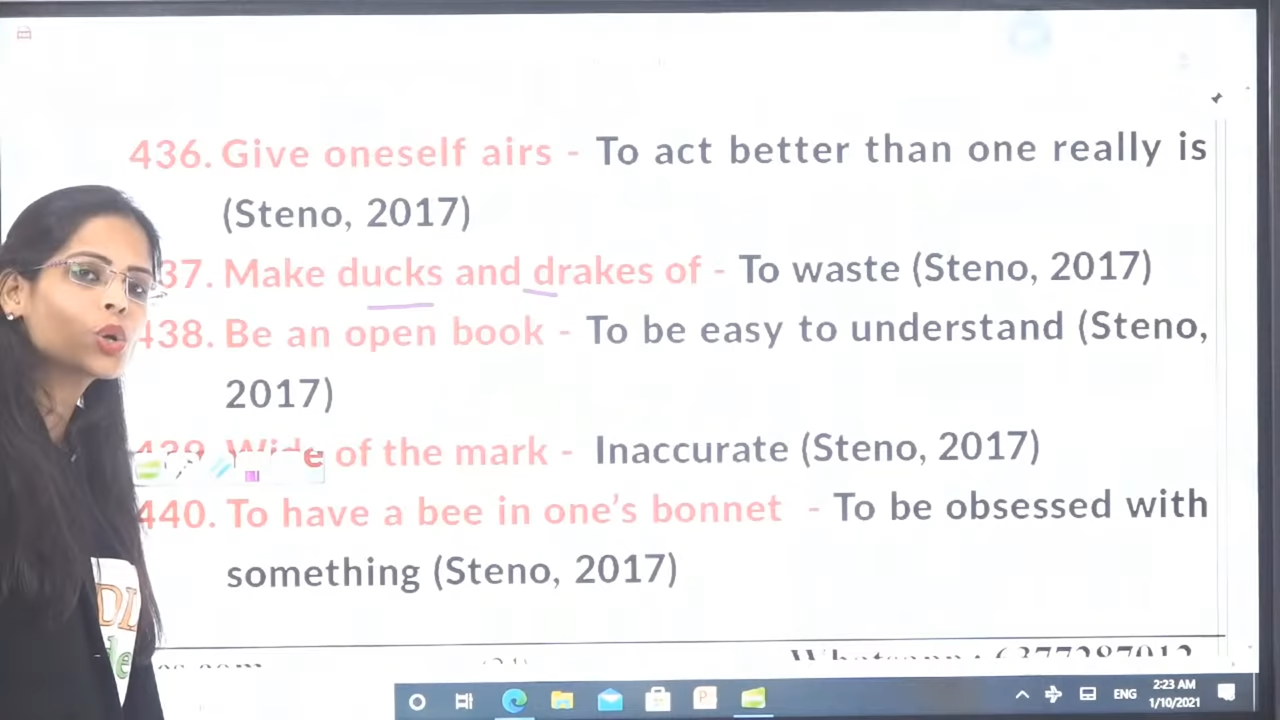 436. Give oneself airs - To act better than one really is
(Steno, 2017)
37. Make ducks and drakes of - To waste (Steno, 2017)
438. Be an open book - To be easy to understand (Steno,
2017)
439. Wide of the mark - Inaccurate (Steno, 2017)
440. To have a bee in one's bonnet - To be obsessed with
something (Steno, 2017)
ENG
2:23 AM
1/10/2021